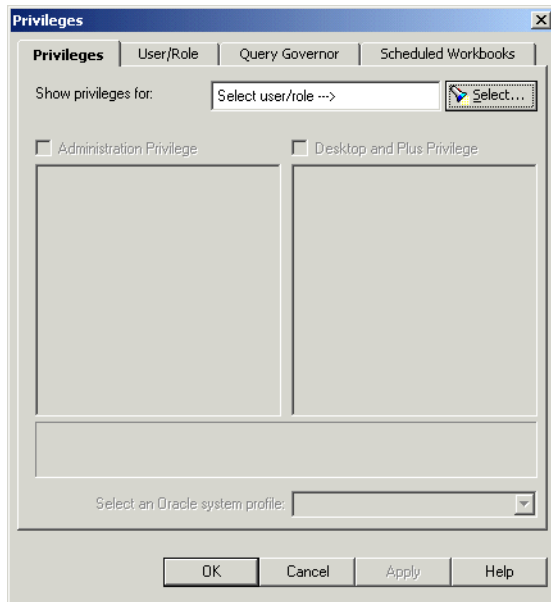 Privileges
Privileges User/Role Query Governor Scheduled Workbooks
Show privileges for: Select user/role ---> Select...
Administration Privilege Desktop and Plus Privilege
Select an Oracle system profile:
OK Cancel Apply Help